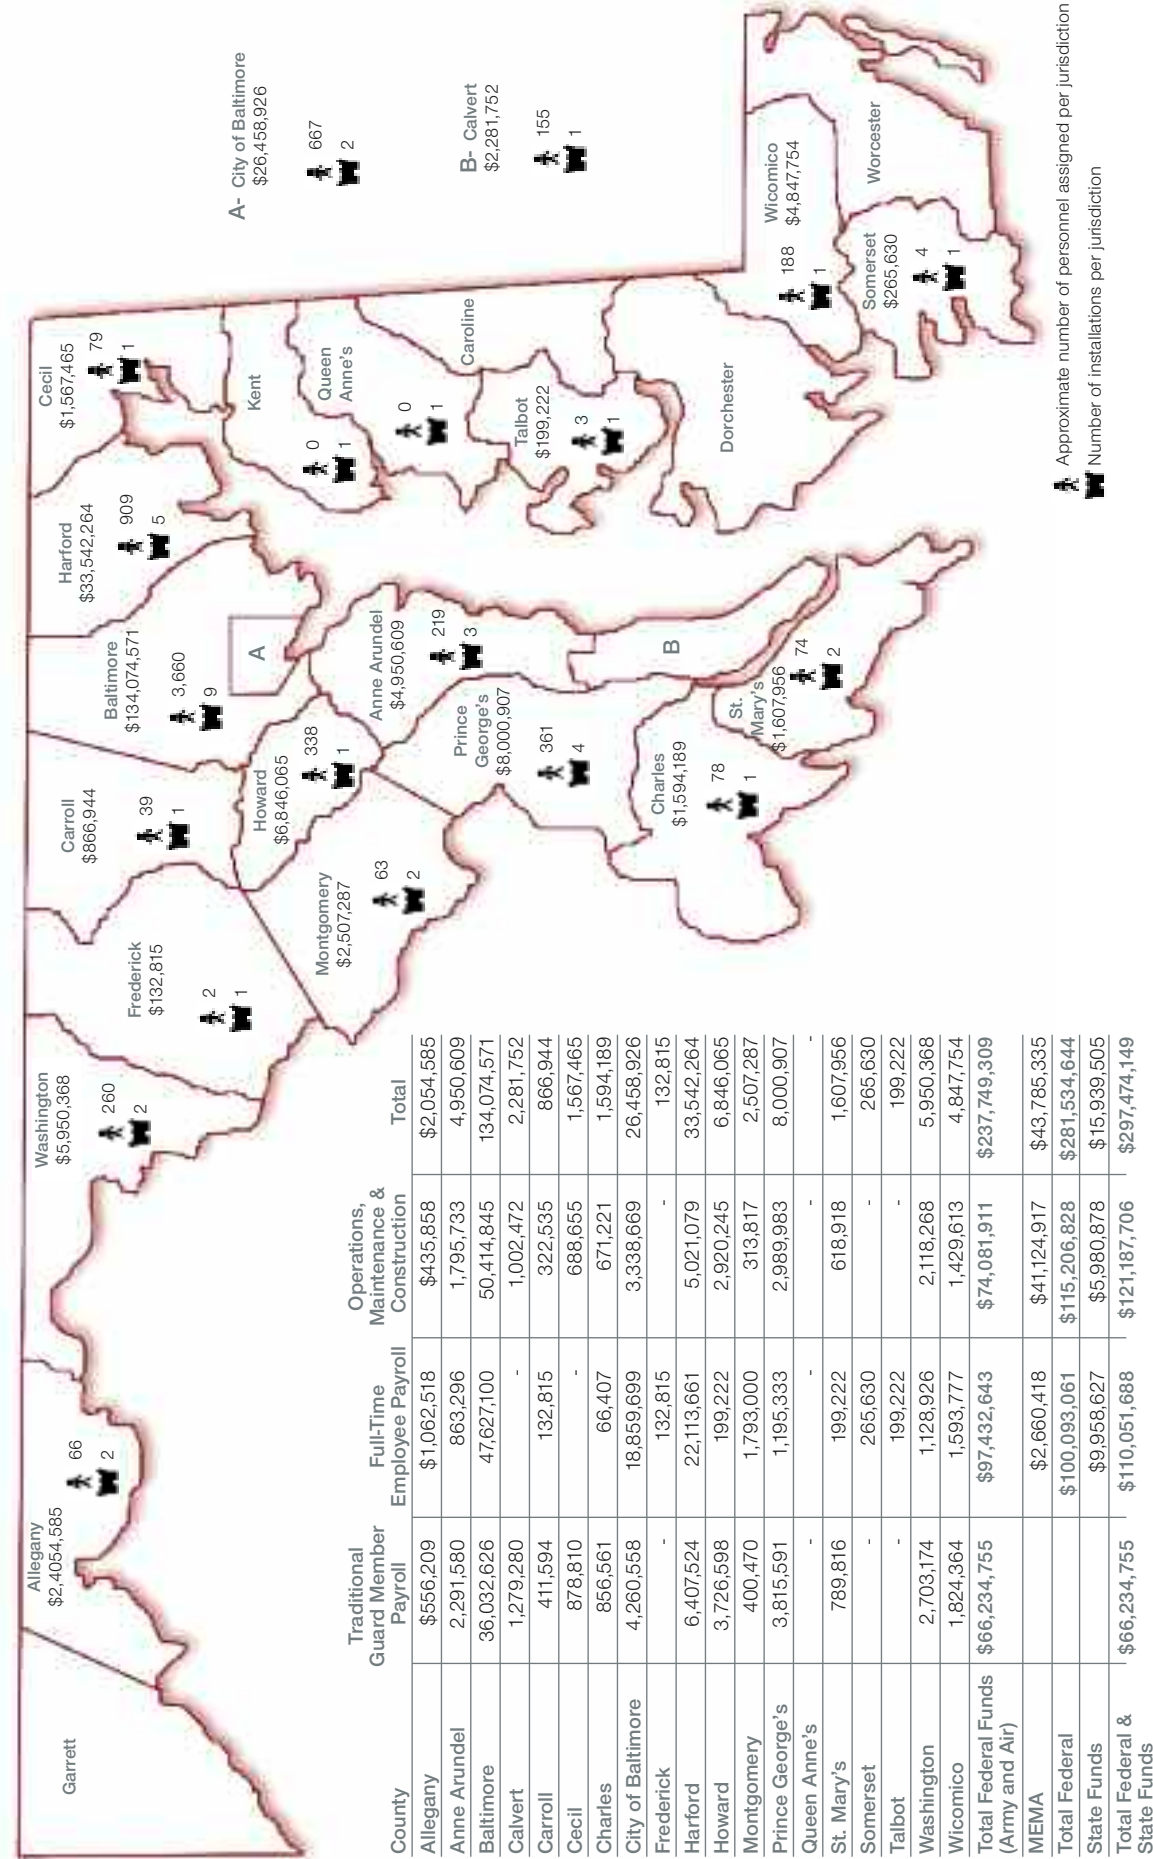 Garrett
Allegany
$2,4054,585
66
2
Washington
$5,950,368
260
2
Frederick
$132,815
2
1
Carroll
$866,944
39
1
Baltimore
$134,074,571
3,660
9
Harford
$33,542,264
909
5
Cecil
$1,567,465
79
1
A- City of Baltimore
$26,458,926
667
2
B- Calvert
$2,281,752
155
1
Montgomery
$2,507,287
63
2
Howard
$6,846,065
338
1
A
Anne Arundel
$4,950,609
219
3
Prince
George's
$8,000,907
361
4
B
Charles
$1,594,189
78
1
St.
Mary's
$1,607,956
74
2
Kent
0
1
Queen
Anne's
0
1
Caroline
Talbot
$199,222
3
1
Dorchester
Wicomico
$4,847,754
188
1
Somerset
$265,630
4
1
Worcester
Approximate number of personnel assigned per jurisdiction
Number of installations per jurisdiction
Traditional Full-Time Operations,
Guard Member Employee Payroll Maintenance &
County Payroll Construction Total
Allegany $556,209 $1,062,518 $435,858 $2,054,585
Anne Arundel 2,291,580 863,296 1,795,733 4,950,609
Baltimore 36,032,626 47,627,100 50,414,845 134,074,571
Calvert 1,279,280 - 1,002,472 2,281,752
Carroll 411,594 132,815 322,535 866,944
Cecil 878,810 - 688,655 1,567,465
Charles 856,561 66,407 671,221 1,594,189
City of Baltimore 4,260,558 18,859,699 3,338,669 26,458,926
Frederick - 132,815 - 132,815
Harford 6,407,524 22,113,661 5,021,079 33,542,264
Howard 3,726,598 199,222 2,920,245 6,846,065
Montgomery 400,470 1,793,000 313,817 2,507,287
Prince George's 3,815,591 1,195,333 2,989,983 8,000,907
Queen Anne's - - - -
St. Mary's 789,816 199,222 618,918 1,607,956
Somerset - 265,630 - 265,630
Talbot - 199,222 - 199,222
Washington 2,703,174 1,128,926 2,118,268 5,950,368
Wicomico 1,824,364 1,593,777 1,429,613 4,847,754
Total Federal Funds $66,234,755 $97,432,643 $74,081,911 $237,749,309
(Army and Air)
MEMA $2,660,418 $41,124,917 $43,785,335
Total Federal $100,093,061 $115,206,828 $281,534,644
State Funds $9,958,627 $5,980,878 $15,939,505
Total Federal & $66,234,755 $110,051,688 $121,187,706 $297,474,149
State Funds